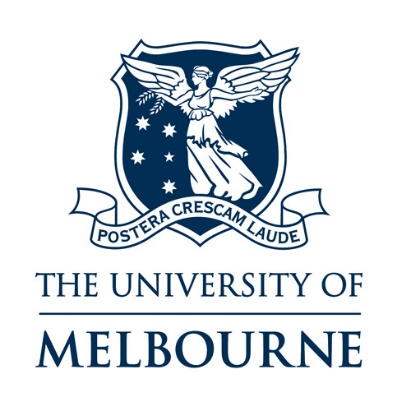 POSTERA CRESCAM LAUDE
THE UNIVERSITY OF
MELBOURNE